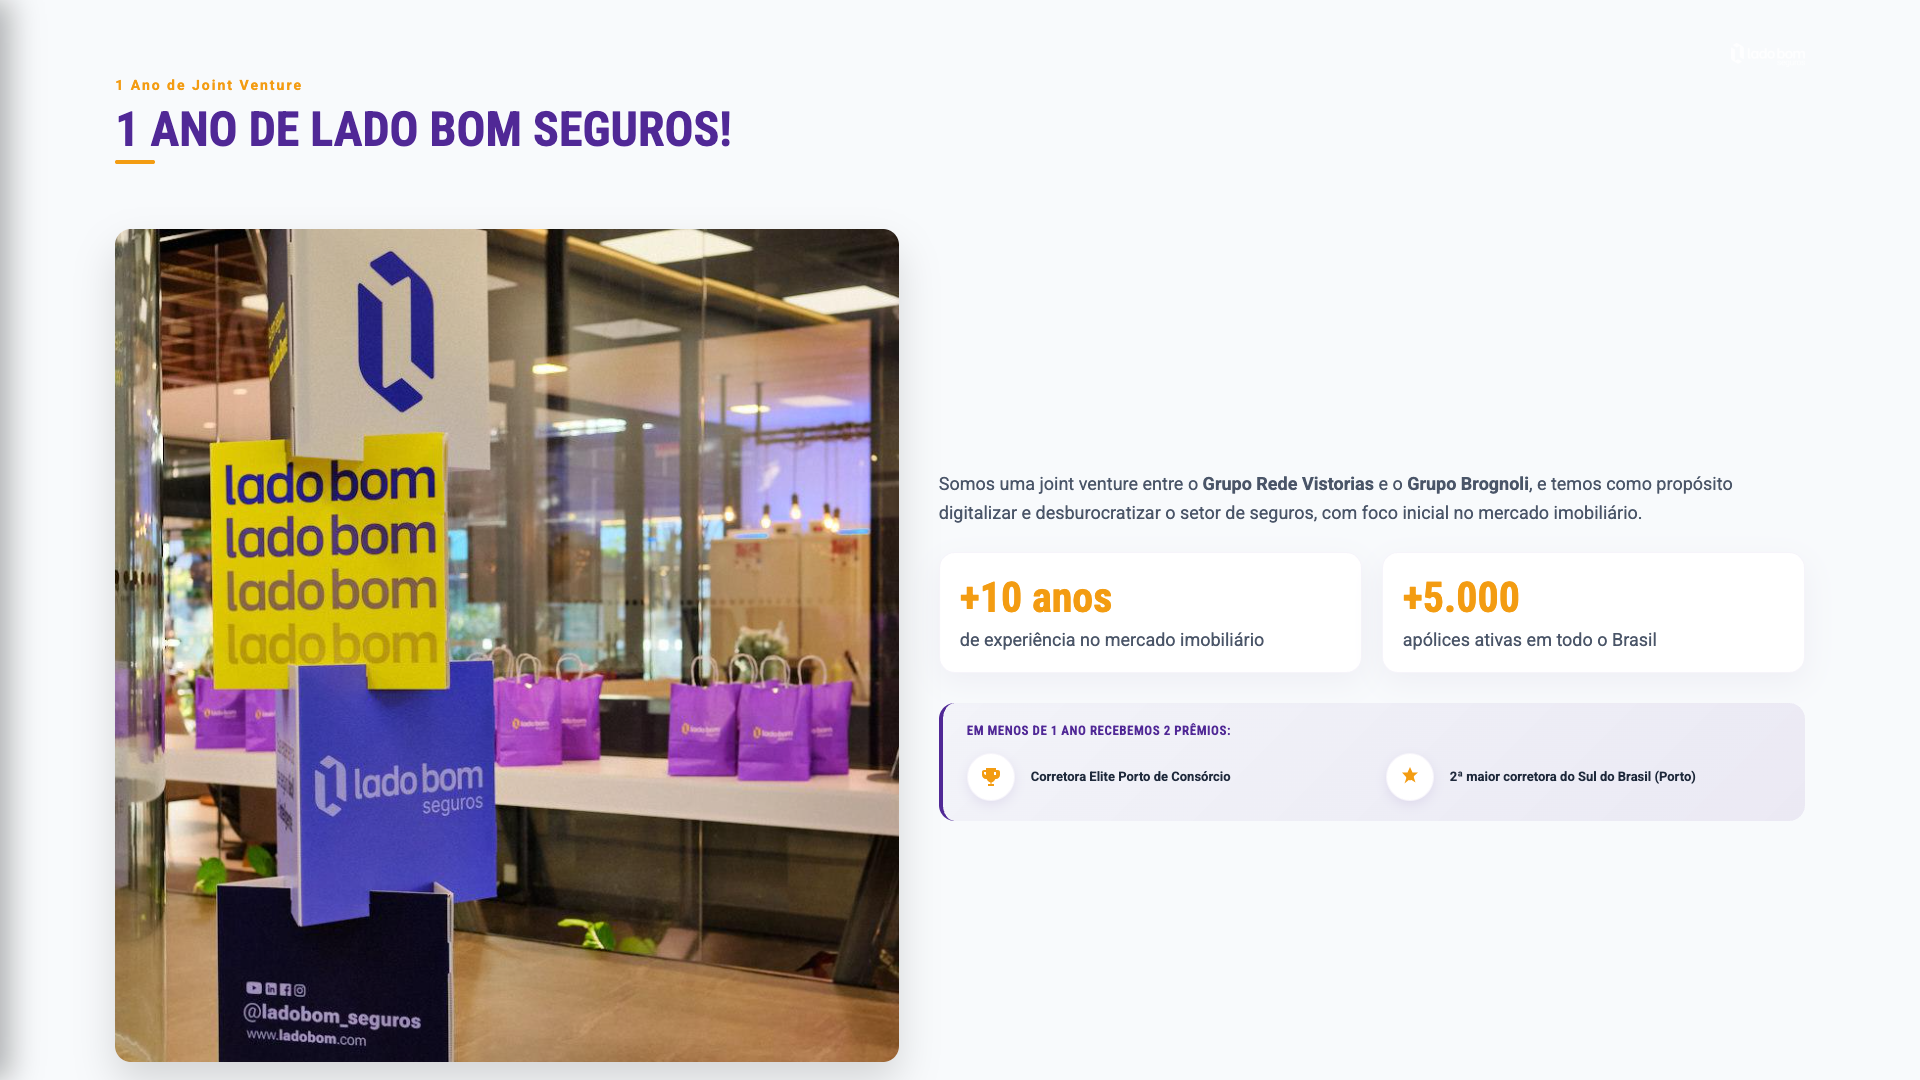 1 Ano de Joint Venture
1 ANO DE LADO BOM SEGUROS!
lado bom
lado bom
lado bom
lado bom
lado bom
seguros
@ladobom_seguros
www.ladobom.com
Somos uma joint venture entre o Grupo Rede Vistorias e o Grupo Brognoli, e temos como propósito
digitalizar e desburocratizar o setor de seguros, com foco inicial no mercado imobiliário.
+10 anos
de experiência no mercado imobiliário
+5.000
apólices ativas em todo o Brasil
EM MENOS DE 1 ANO RECEBEMOS 2 PRÊMIOS:
Corretora Elite Porto de Consórcio
2ª maior corretora do Sul do Brasil (Porto)